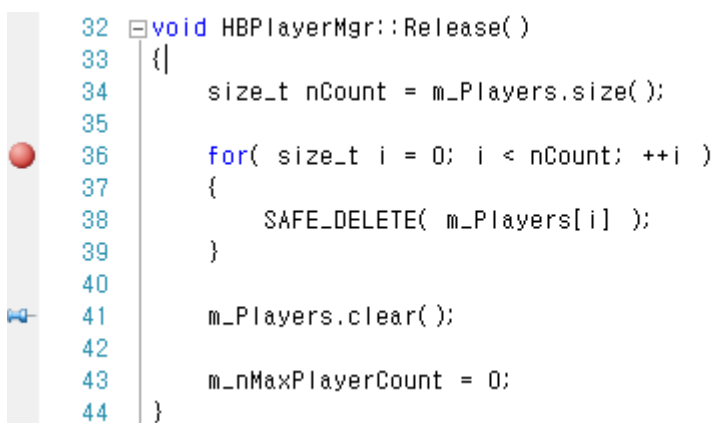 32 void HBPlayerMgr::Release()
33 {
34 size_t nCount = m_Players.size();
35
36 for( size_t i = 0; i < nCount; ++i )
37 {
38 SAFE_DELETE( m_Players[i] );
39 }
40
41 m_Players.clear();
42
43 m_nMaxPlayerCount = 0;
44 }